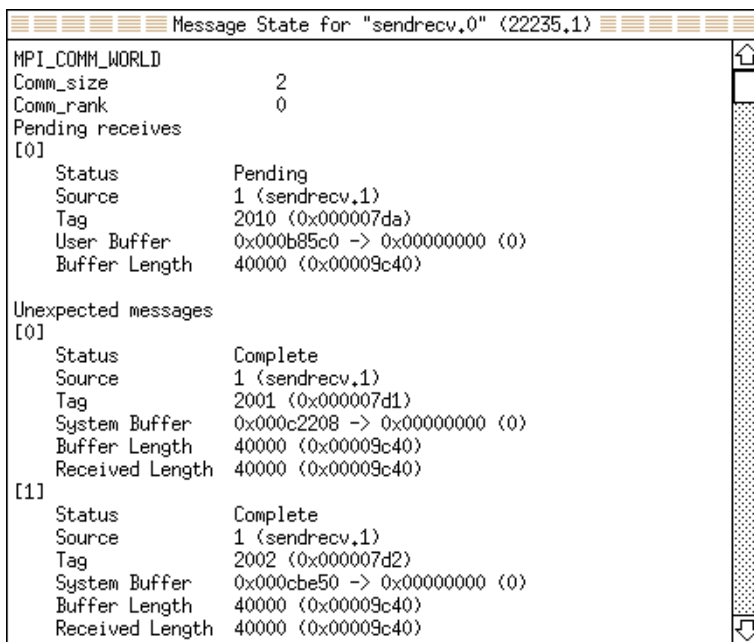 Message State for "sendrecv.0" (22235.1)
MPI_COMM_WORLD
Comm_size 2
Comm_rank 0
Pending receives
[0]
Status Pending
Source 1 (sendrecv.1)
Tag 2010 (0x000007da)
User Buffer 0x000b85c0 -> 0x00000000 (0)
Buffer Length 40000 (0x00009c40)
Unexpected messages
[0]
Status Complete
Source 1 (sendrecv.1)
Tag 2001 (0x000007d1)
System Buffer 0x000c2208 -> 0x00000000 (0)
Buffer Length 40000 (0x00009c40)
Received Length 40000 (0x00009c40)
[1]
Status Complete
Source 1 (sendrecv.1)
Tag 2002 (0x000007d2)
System Buffer 0x000cbe50 -> 0x00000000 (0)
Buffer Length 40000 (0x00009c40)
Received Length 40000 (0x00009c40)